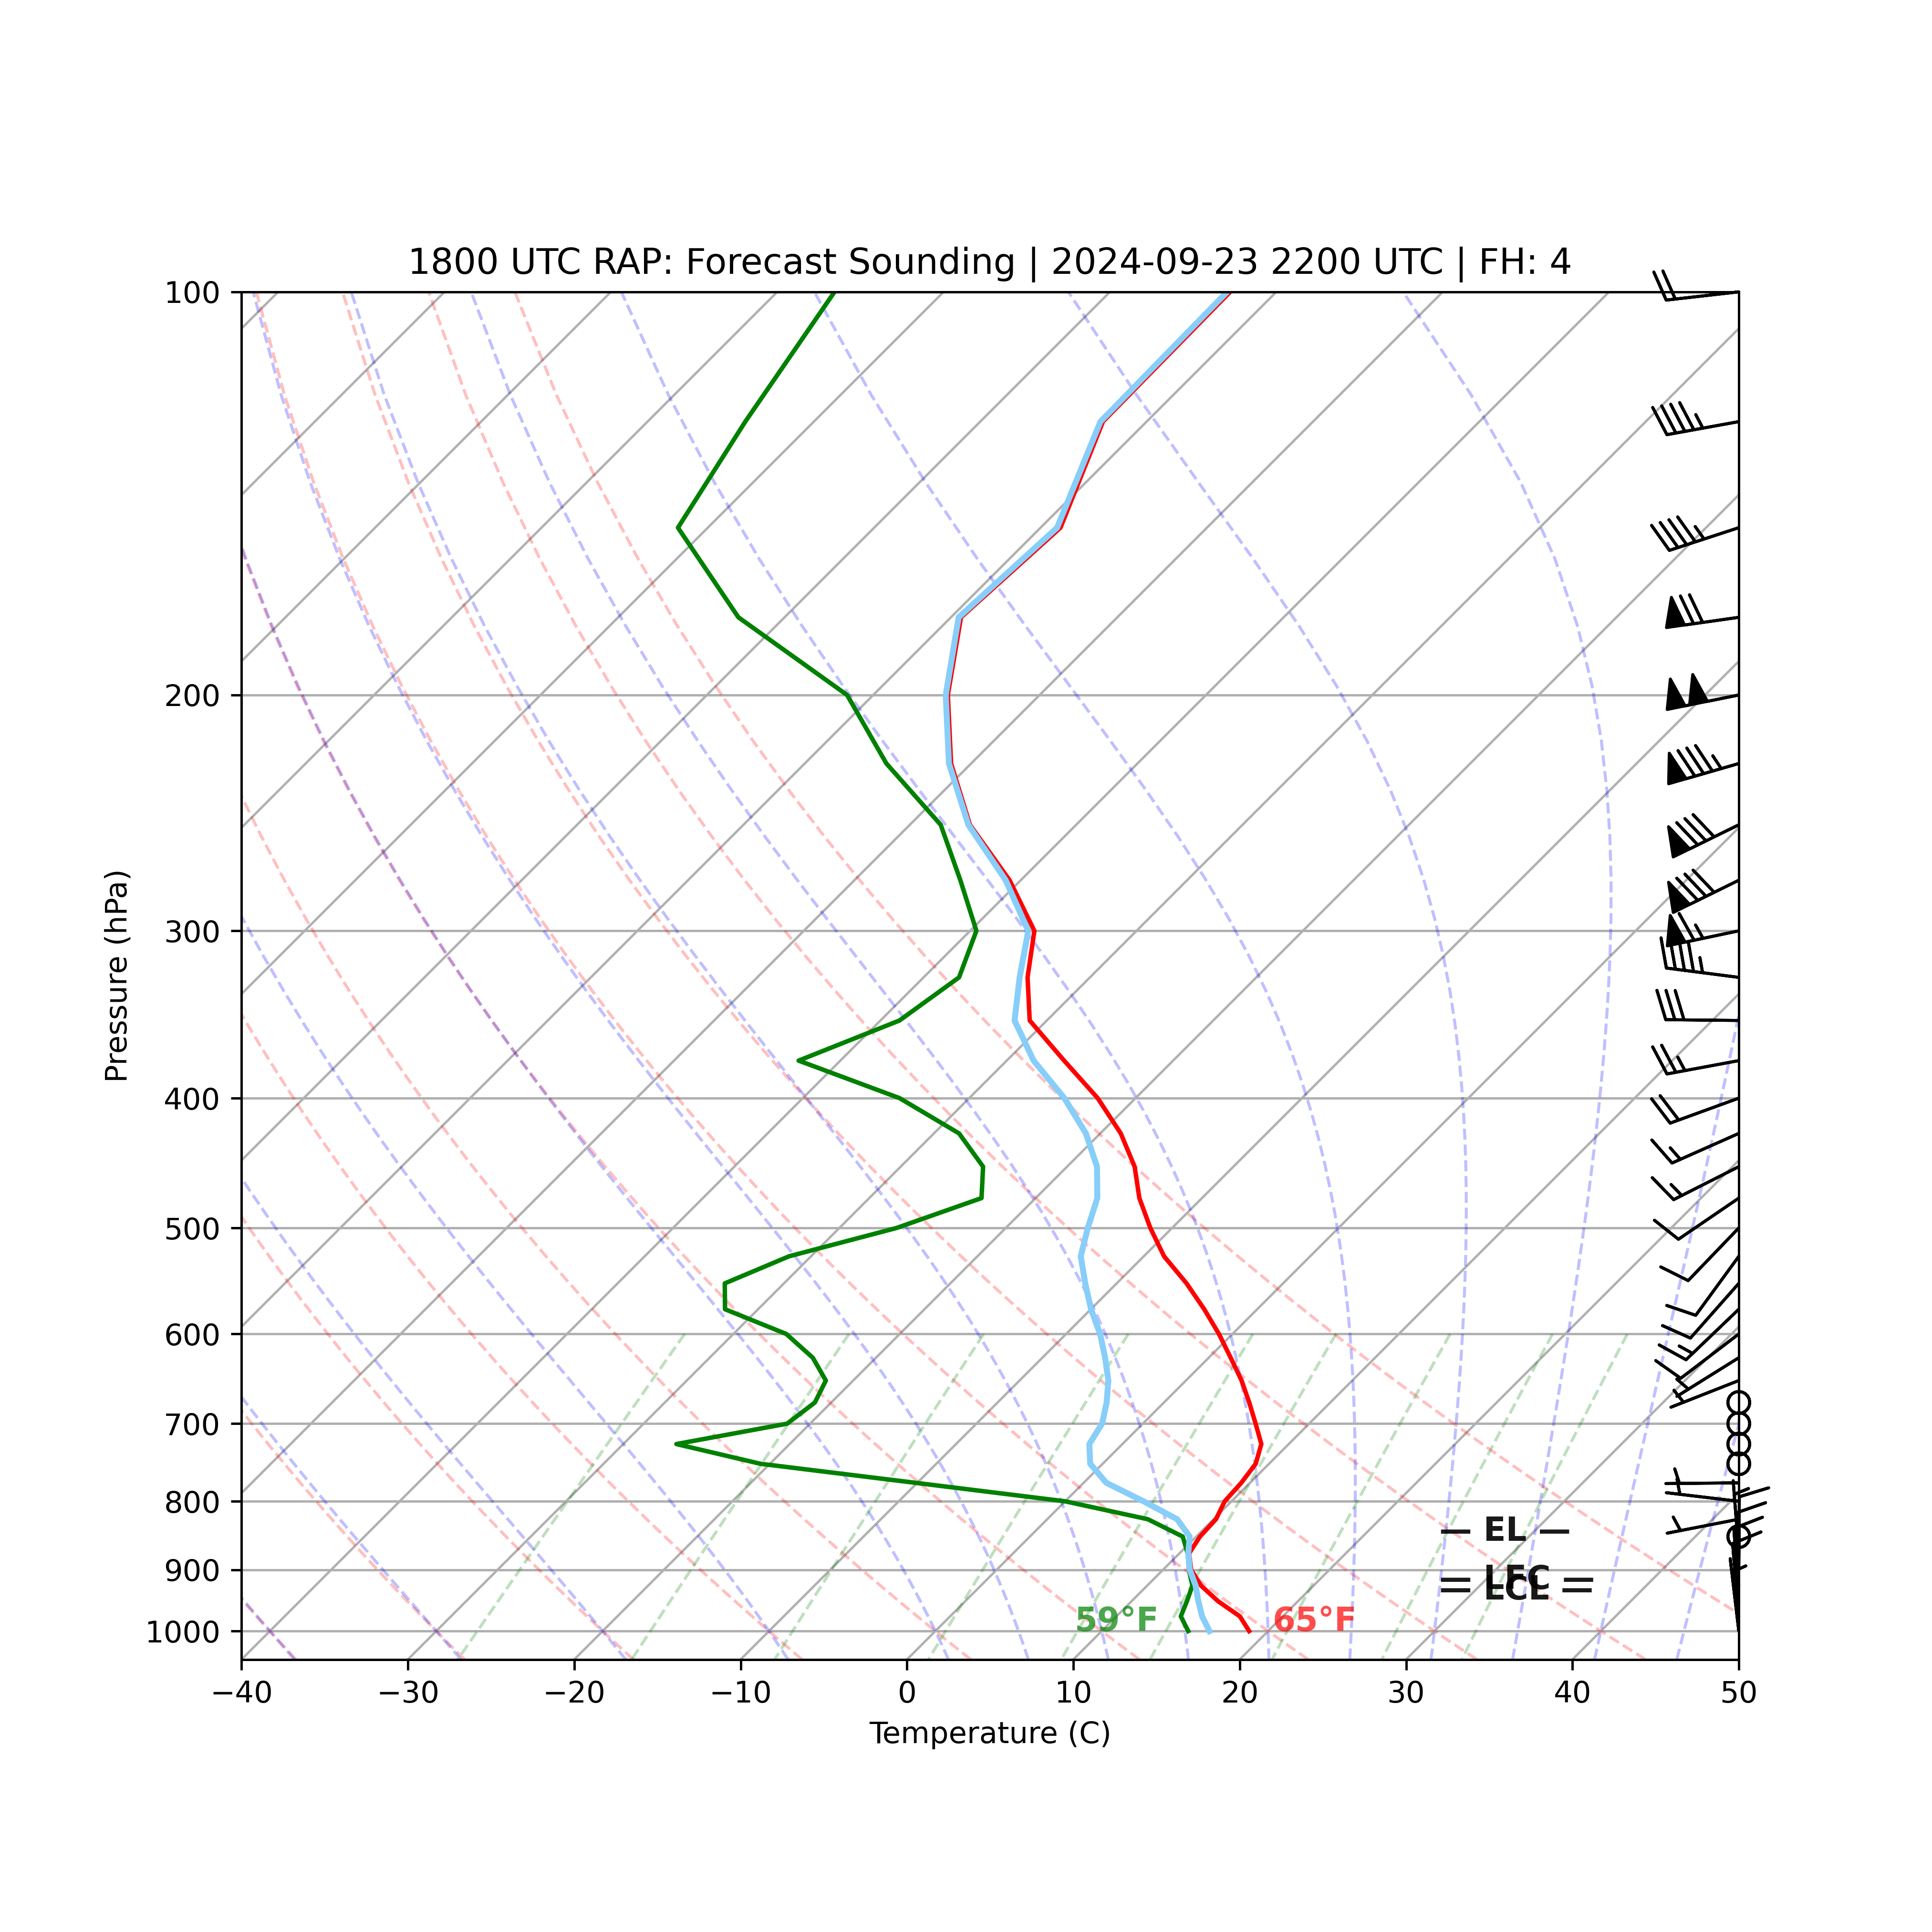 1800 UTC RAP: Forecast Sounding | 2024-09-23 2200 UTC | FH: 4
100
200
300
400
500
600
700
800
900
1000
Pressure (hPa)
— EL —
— LFC —
— LCL —
59°F
65°F
−40 −30 −20 −10 0 10 20 30 40 50
Temperature (C)